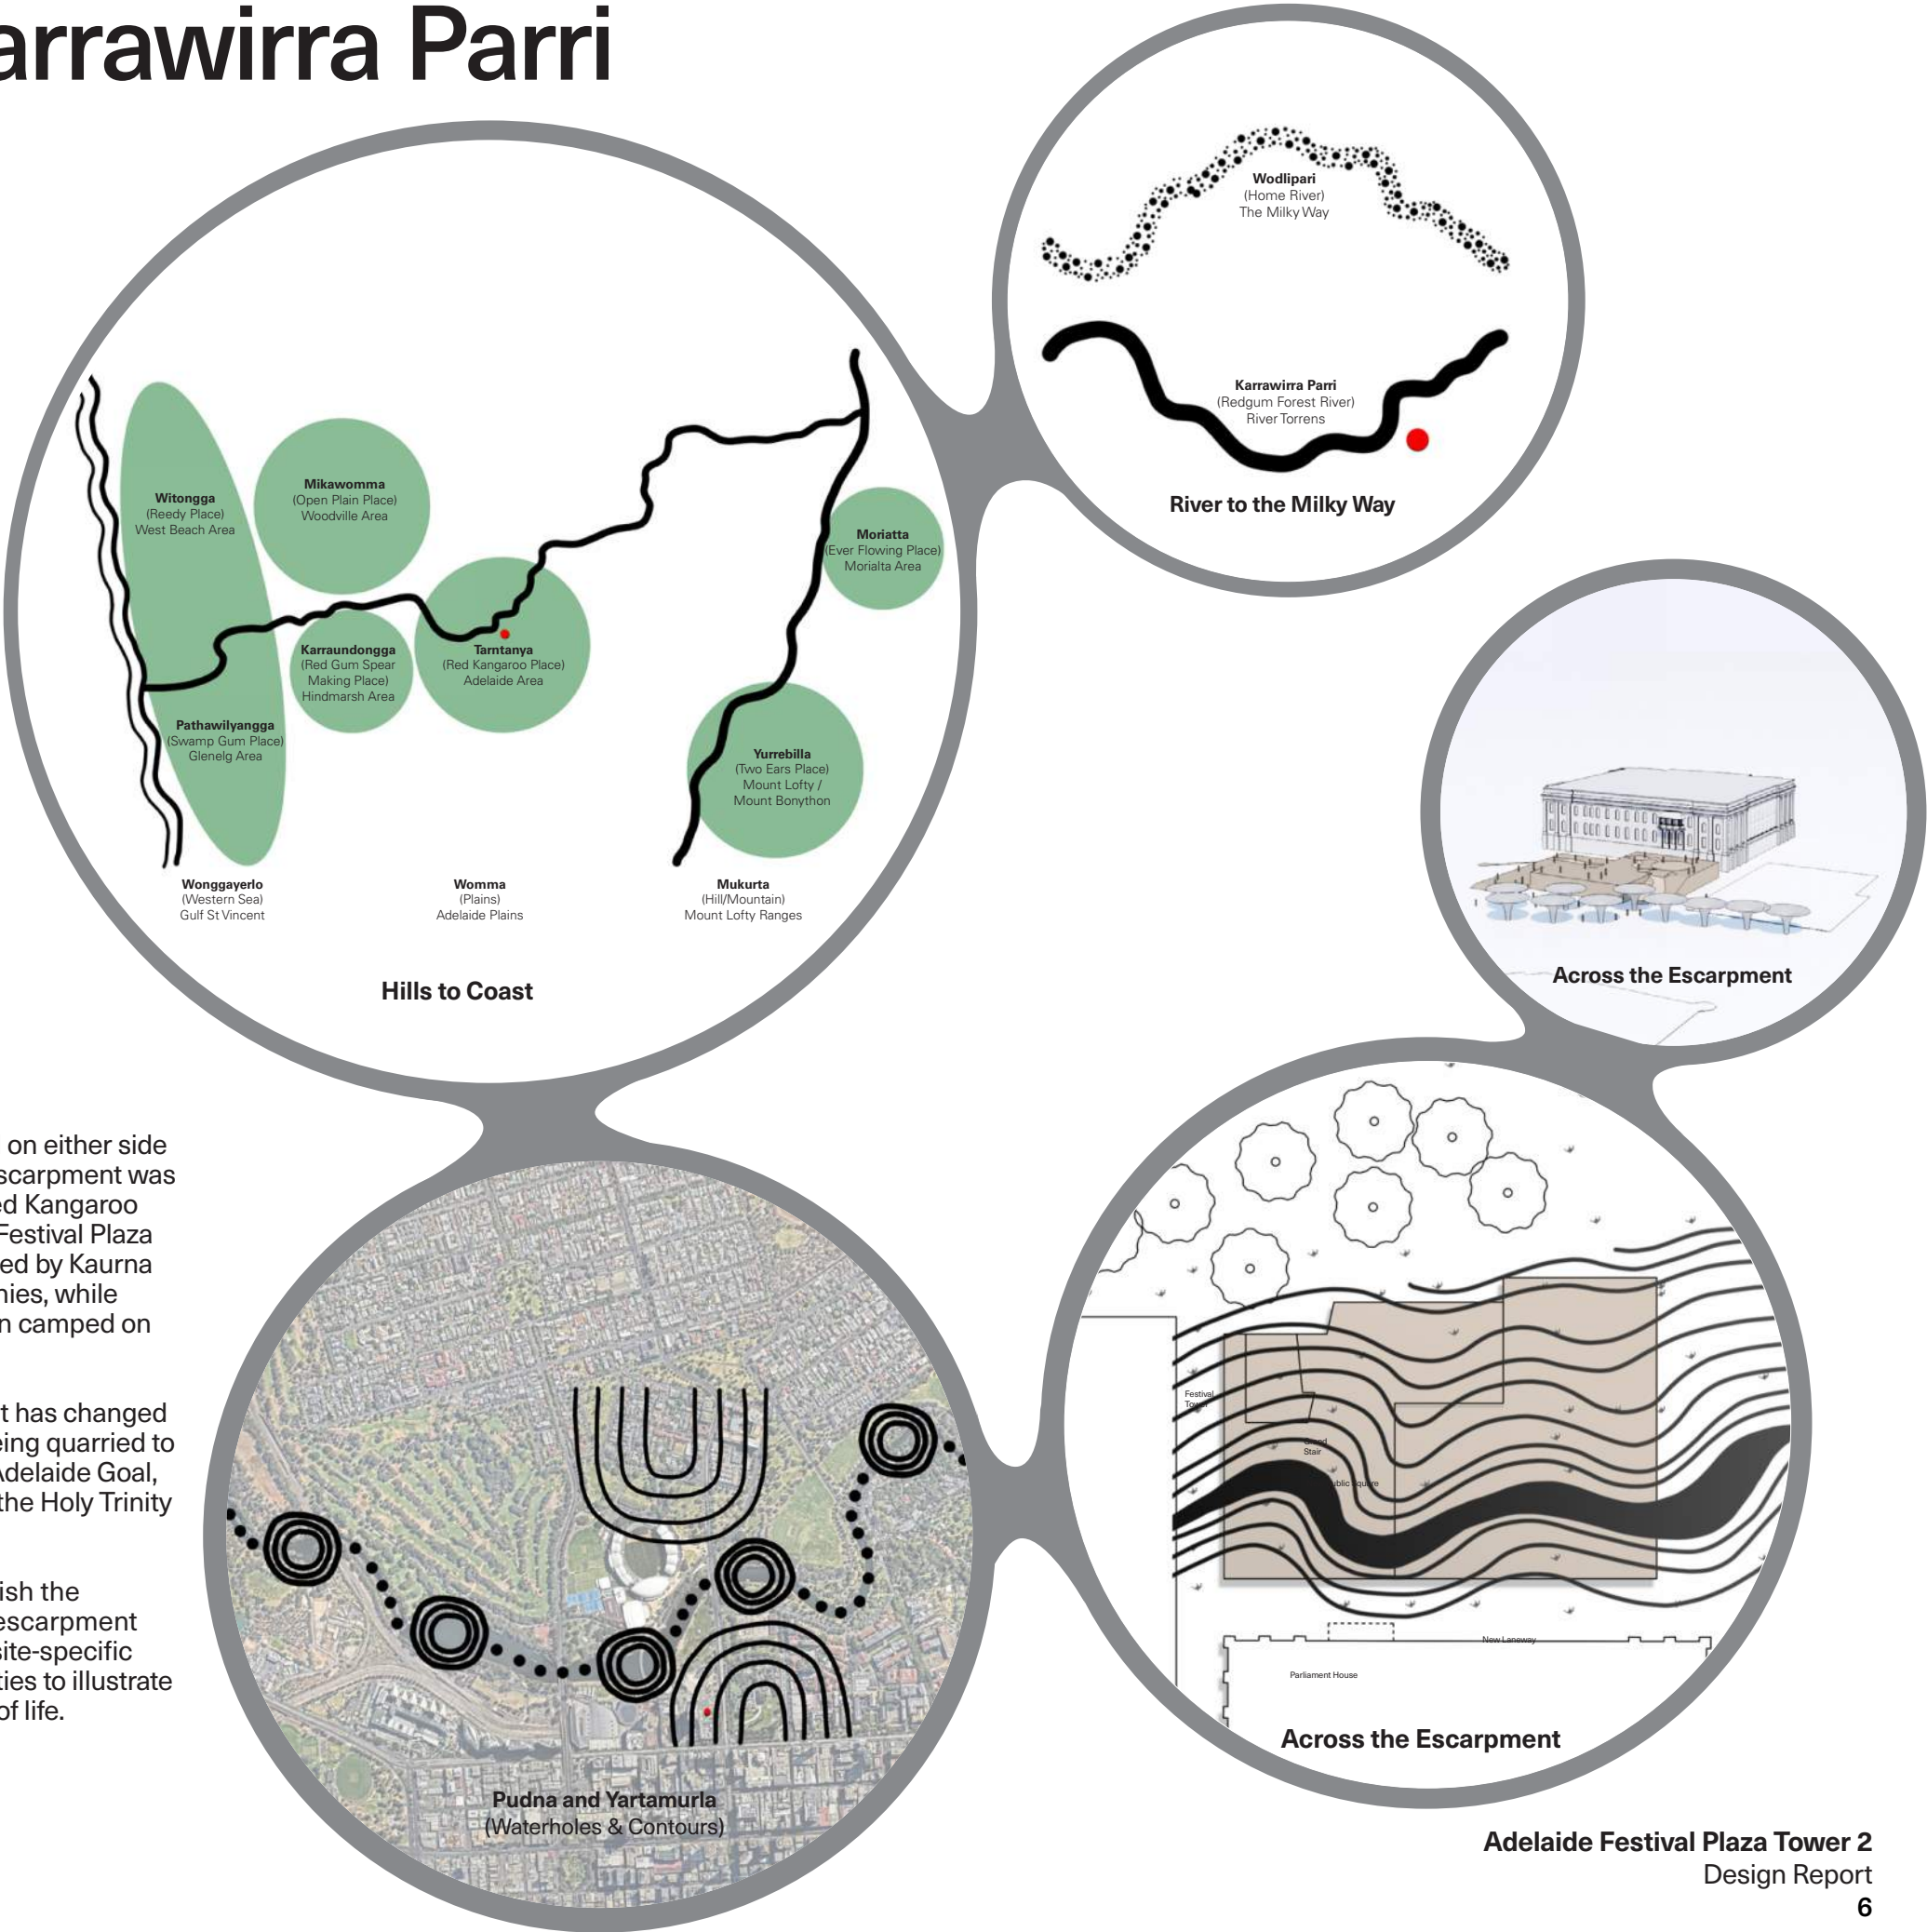 arrawirra Parri
Wodlipari
(Home River)
The Milky Way
Karrawirra Parri
(Redgum Forest River)
River Torrens
River to the Milky Way
Witongga
(Reedy Place)
West Beach Area
Mikawomma
(Open Plain Place)
Woodville Area
Moriatta
(Ever Flowing Place)
Morialta Area
Karraundongga
(Red Gum Spear
Making Place)
Hindmarsh Area
Tarntanya
(Red Kangaroo Place)
Adelaide Area
Pathawilyangga
(Swamp Gum Place)
Glenelg Area
Yurrebilla
(Two Ears Place)
Mount Lofty /
Mount Bonython
Wonggayerlo
(Western Sea)
Gulf St Vincent
Womma
(Plains)
Adelaide Plains
Mukurta
(Hill/Mountain)
Mount Lofty Ranges
Hills to Coast
Across the Escarpment
on either side
scarpment was
ed Kangaroo
Festival Plaza
ed by Kaurna
nies, while
n camped on
t has changed
eing quarried to
Adelaide Goal,
the Holy Trinity
ish the
escarpment
site-specific
ties to illustrate
of life.
Pudna and Yartamurla
(Waterholes & Contours)
Festival
Tower
Grand
Stair
Public Square
New Laneway
Parliament House
Across the Escarpment
Adelaide Festival Plaza Tower 2
Design Report
6